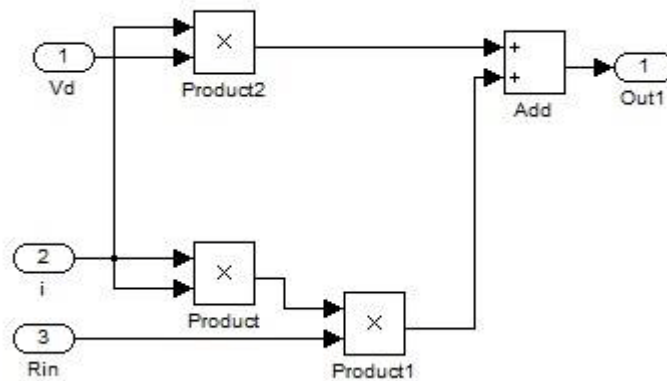 1
Vd
×
Product2
+
+
Add
1
Out1
2
i
×
Product
3
Rin
×
Product1